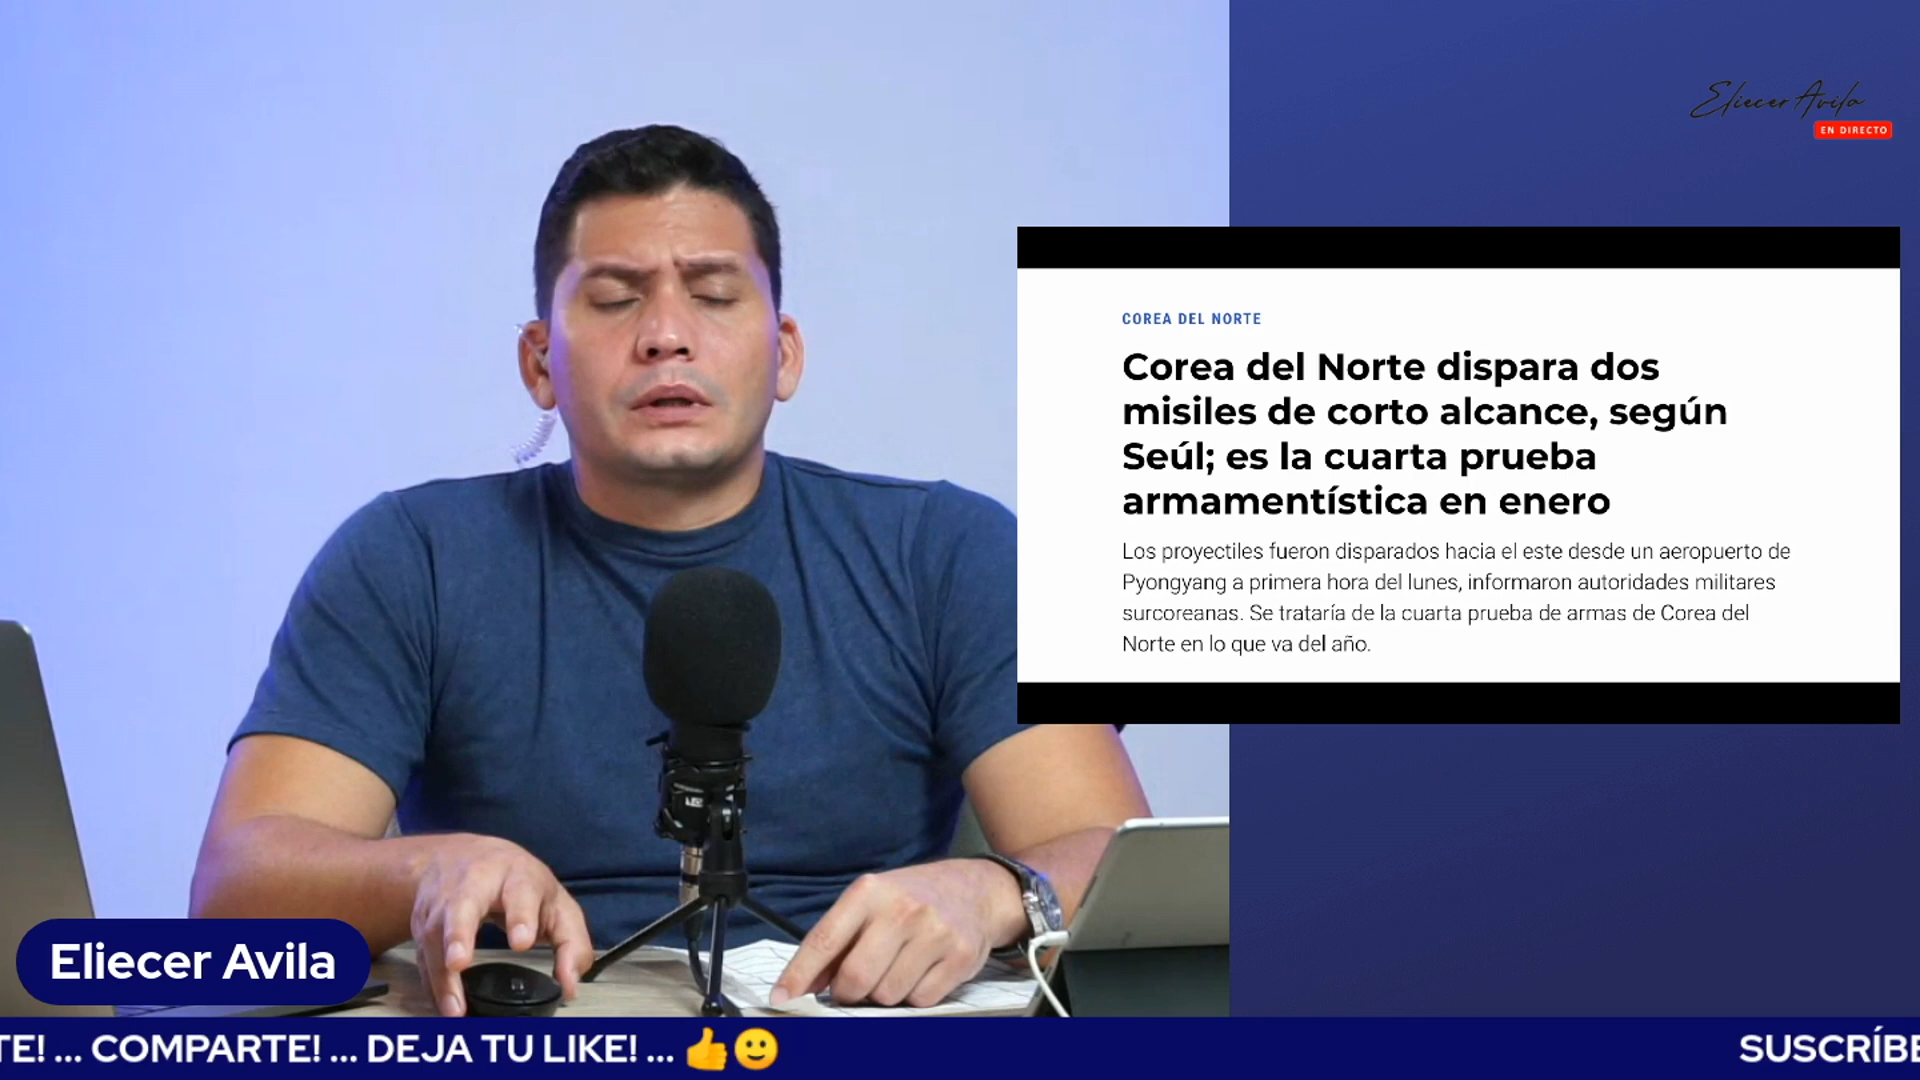 Eliecer Avila
EN DIRECTO
COREA DEL NORTE
Corea del Norte dispara dos
misiles de corto alcance, según
Seúl; es la cuarta prueba
armamentística en enero
Los proyectiles fueron disparados hacia el este desde un aeropuerto de
Pyongyang a primera hora del lunes, informaron autoridades militares
surcoreanas. Se trataría de la cuarta prueba de armas de Corea del
Norte en lo que va del año.
Eliecer Avila
TE! ... COMPARTE! ... DEJA TU LIKE! ... 👍🙂 SUSCRÍBE